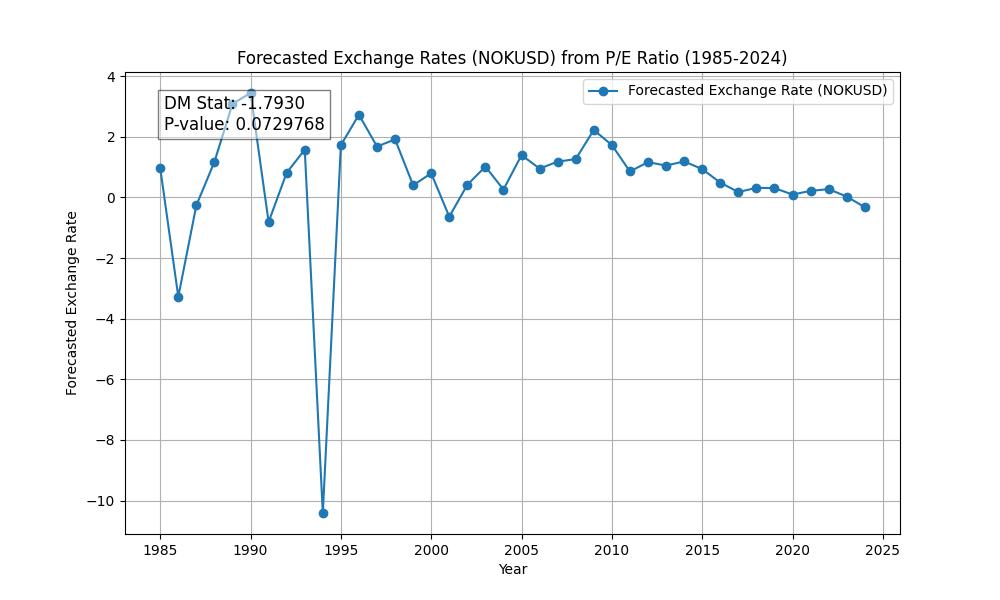 Forecasted Exchange Rates (NOKUSD) from P/E Ratio (1985-2024)
DM Stat: -1.7930
P-value: 0.0729768
Forecasted Exchange Rate (NOKUSD)
Forecasted Exchange Rate
4
2
0
−2
−4
−6
−8
−10
1985 1990 1995 2000 2005 2010 2015 2020 2025
Year